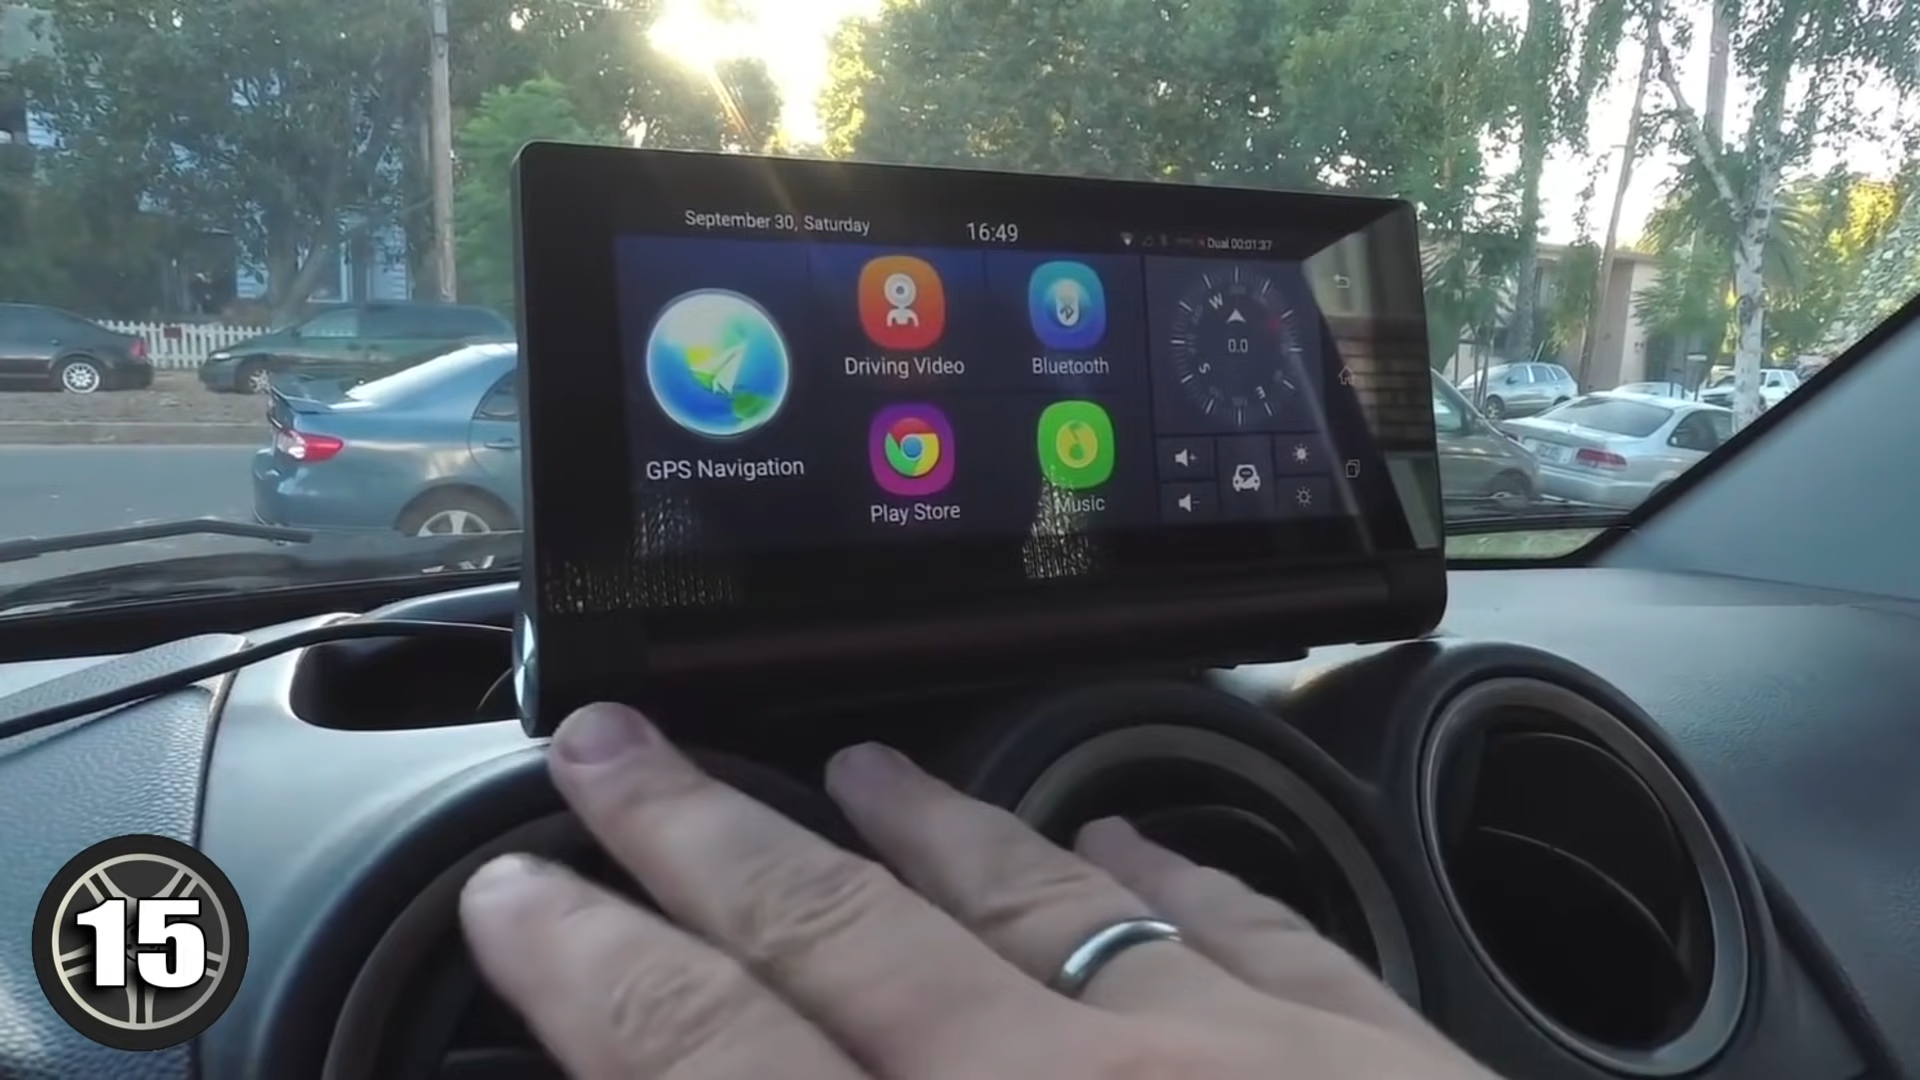 September 30, Saturday
16:49
Dual 00:01:37
GPS Navigation
Driving Video
Bluetooth
Play Store
Music
W
0.0
S
E
15